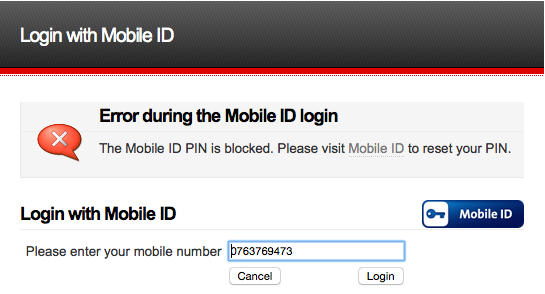 Login with Mobile ID
Error during the Mobile ID login
The Mobile ID PIN is blocked. Please visit Mobile ID to reset your PIN.
Login with Mobile ID
Mobile ID
Please enter your mobile number 0763769473
Cancel Login